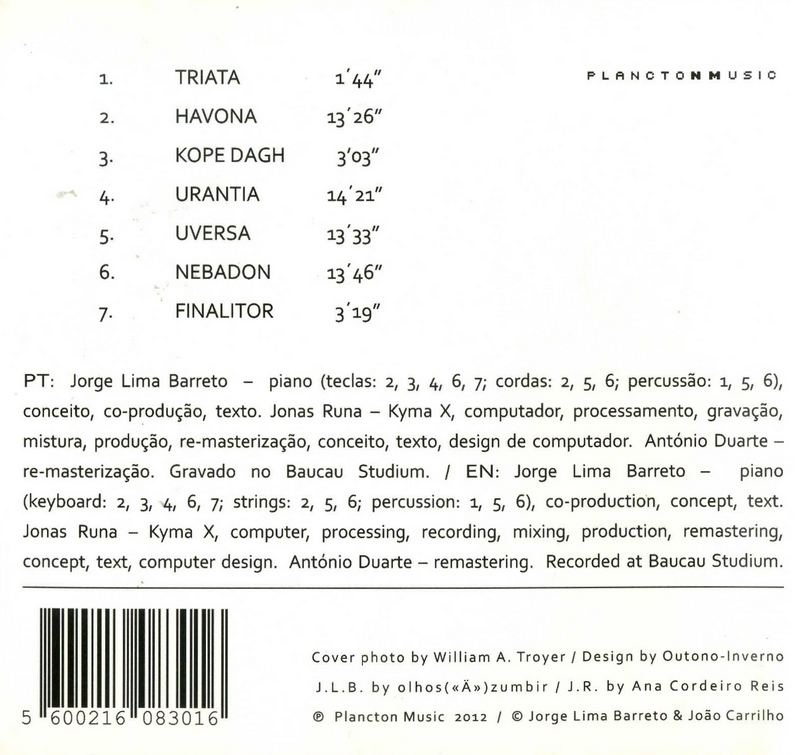 1. TRIATA 1´44” PLANCTONMUSIC
2. HAVONA 13´26”
3. KOPE DAGH 3'03”
4. URANTIA 14´21”
5. UVERSA 13´33”
6. NEBADON 13´46”
7. FINALITOR 3´19”
PT: Jorge Lima Barreto – piano (teclas: 2, 3, 4, 6, 7; cordas: 2, 5, 6; percussão: 1, 5, 6),
conceito, co-produção, texto. Jonas Runa – Kyma X, computador, processamento, gravação,
mistura, produção, re-masterização, conceito, texto, design de computador. António Duarte –
re-masterização. Gravado no Baucau Studium. / EN: Jorge Lima Barreto – piano
(keyboard: 2, 3, 4, 6, 7; strings: 2, 5, 6; percussion: 1, 5, 6), co-production, concept, text.
Jonas Runa – Kyma X, computer, processing, recording, mixing, production, remastering,
concept, text, computer design. António Duarte – remastering. Recorded at Baucau Studium.
Cover photo by William A. Troyer / Design by Outono-Inverno
J.L.B. by olhos(«Ä»)zumbir / J.R. by Ana Cordeiro Reis
℗ Plancton Music 2012 / © Jorge Lima Barreto & João Carrilho
5 600216 083016